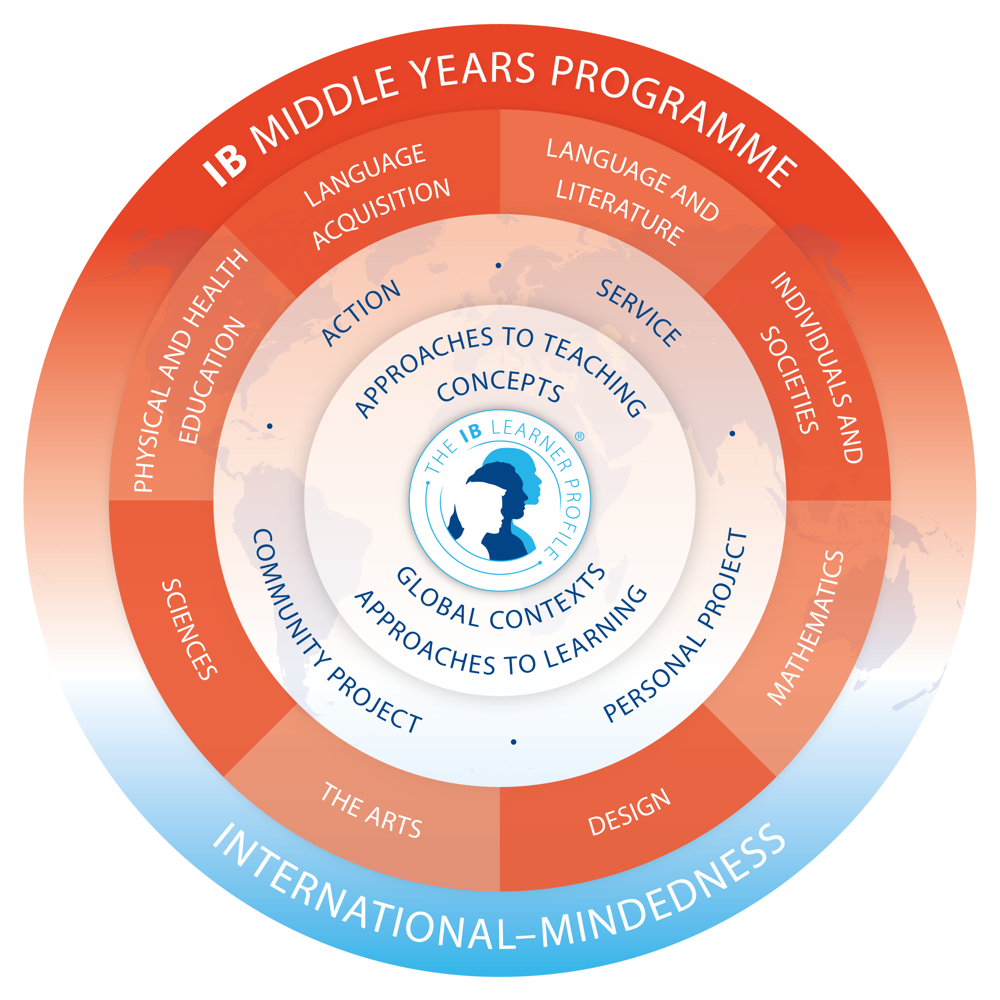 IB MIDDLE YEARS PROGRAMME
LANGUAGE
ACQUISITION
LANGUAGE AND
LITERATURE
INDIVIDUALS AND
SOCIETIES
MATHEMATICS
DESIGN
THE ARTS
SCIENCES
PHYSICAL AND HEALTH
EDUCATION
ACTION
SERVICE
PERSONAL PROJECT
COMMUNITY PROJECT
APPROACHES TO TEACHING
CONCEPTS
THE IB LEARNER PROFILE
®
GLOBAL CONTEXTS
APPROACHES TO LEARNING
INTERNATIONAL–MINDEDNESS